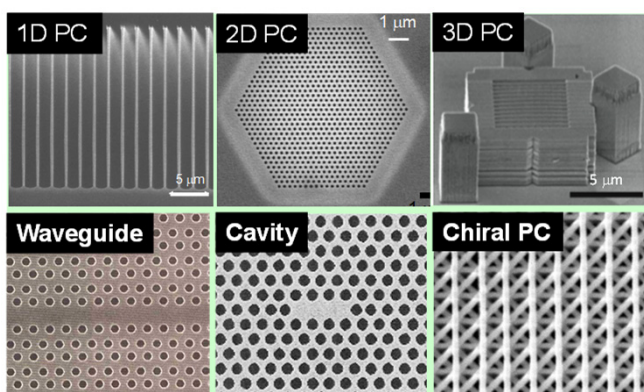 1D PC
2D PC
1 μm
3D PC
5 μm
5 μm
Waveguide
Cavity
Chiral PC